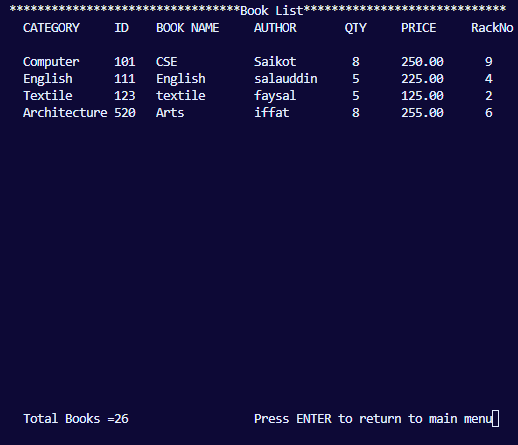 *********************************Book List*****************************
CATEGORY ID BOOK NAME AUTHOR QTY PRICE RackNo
Computer 101 CSE Saikot 8 250.00 9
English 111 English salauddin 5 225.00 4
Textile 123 textile faysal 5 125.00 2
Architecture 520 Arts iffat 8 255.00 6
Total Books =26 Press ENTER to return to main menu